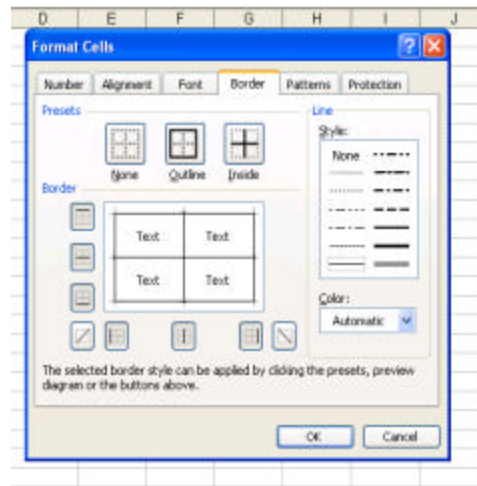 D E F G H I J
Format Cells
Number Alignment Font Border Patterns Protection
Presets
None Outline Inside
Border
Text Text
Text Text
Line
Style:
None
Color:
Automatic
The selected border style can be applied by clicking the presets, preview
diagram or the buttons above.
OK Cancel